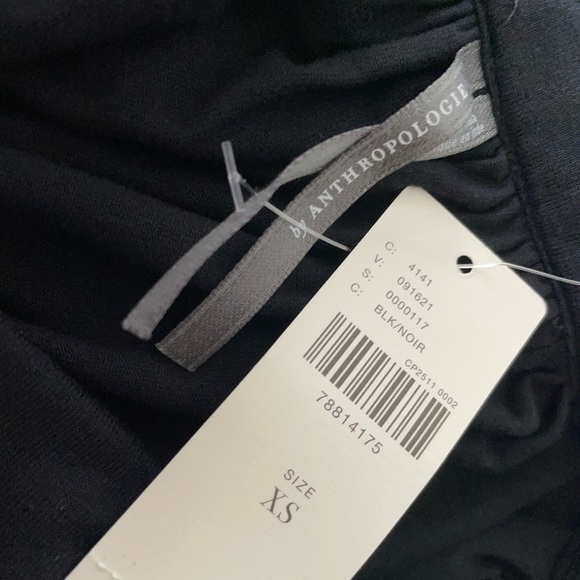 by ANTHROPOLOGIE
C: 4141
V: 091621
S: 0000117
C: BLK/NOIR
CP2511 0002
78814175
SIZE
XS